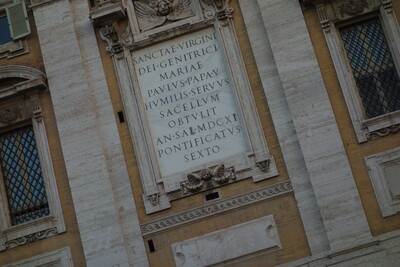 SANCTAE·VIRGINI
DEI·GENITRICI
MARIAE
PAVLVS·PAPA·V
HVMILIS·SERVVS
SACELLVM
OBTVLIT
AN·SAL·MDCXI
PONTIFICATVS
SEXTO